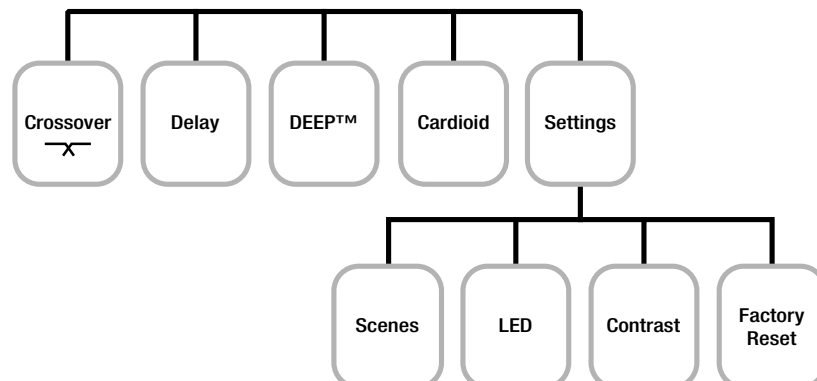 Crossover
Delay
DEEP™
Cardioid
Settings
Scenes
LED
Contrast
Factory
Reset